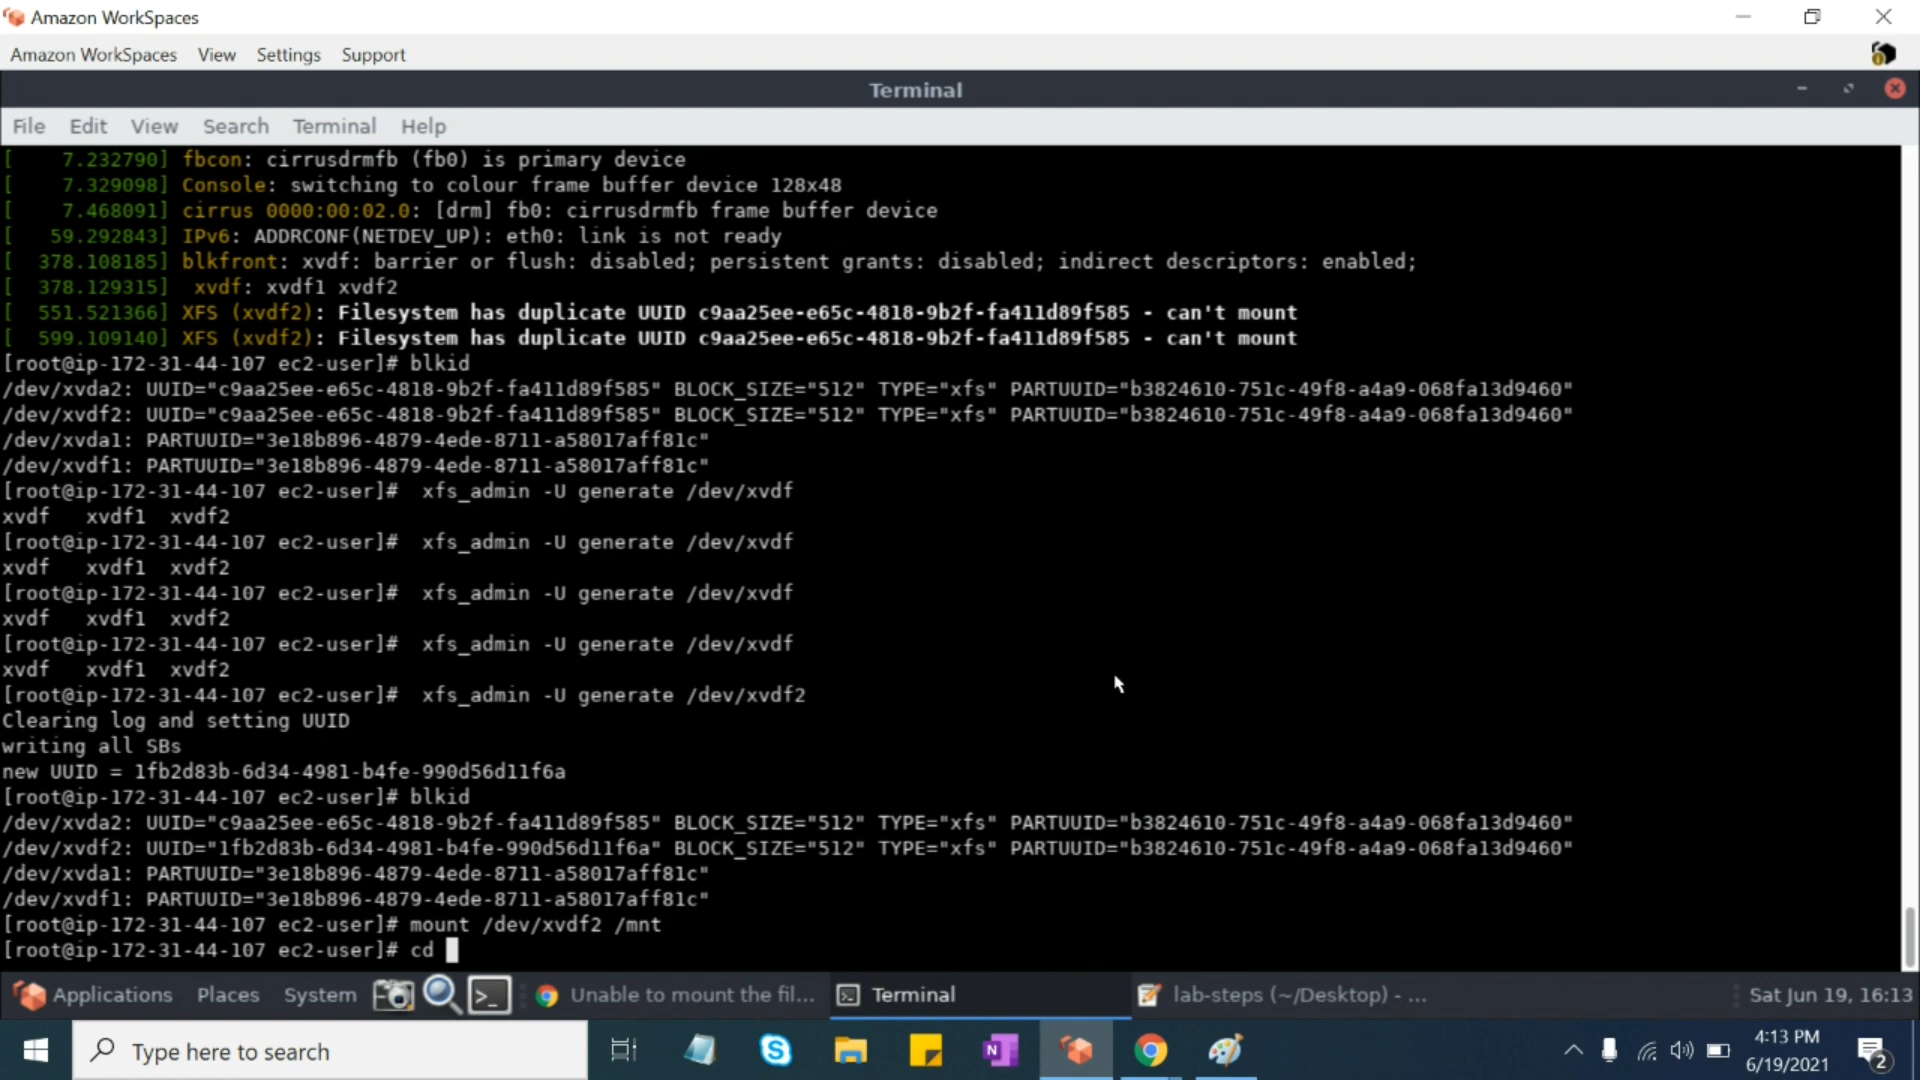 Amazon WorkSpaces
Amazon WorkSpaces View Settings Support
Terminal
File Edit View Search Terminal Help
[    7.232790] fbcon: cirrusdrmfb (fb0) is primary device
[    7.329098] Console: switching to colour frame buffer device 128x48
[    7.468091] cirrus 0000:00:02.0: [drm] fb0: cirrusdrmfb frame buffer device
[   59.292843] IPv6: ADDRCONF(NETDEV_UP): eth0: link is not ready
[  378.108185] blkfront: xvdf: barrier or flush: disabled; persistent grants: disabled; indirect descriptors: enabled;
[  378.129315]  xvdf: xvdf1 xvdf2
[  551.521366] XFS (xvdf2): Filesystem has duplicate UUID c9aa25ee-e65c-4818-9b2f-fa411d89f585 - can't mount
[  599.109140] XFS (xvdf2): Filesystem has duplicate UUID c9aa25ee-e65c-4818-9b2f-fa411d89f585 - can't mount
[root@ip-172-31-44-107 ec2-user]# blkid
/dev/xvda2: UUID="c9aa25ee-e65c-4818-9b2f-fa411d89f585" BLOCK_SIZE="512" TYPE="xfs" PARTUUID="b3824610-751c-49f8-a4a9-068fa13d9460"
/dev/xvdf2: UUID="c9aa25ee-e65c-4818-9b2f-fa411d89f585" BLOCK_SIZE="512" TYPE="xfs" PARTUUID="b3824610-751c-49f8-a4a9-068fa13d9460"
/dev/xvda1: PARTUUID="3e18b896-4879-4ede-8711-a58017aff81c"
/dev/xvdf1: PARTUUID="3e18b896-4879-4ede-8711-a58017aff81c"
[root@ip-172-31-44-107 ec2-user]#  xfs_admin -U generate /dev/xvdf
xvdf   xvdf1  xvdf2
[root@ip-172-31-44-107 ec2-user]#  xfs_admin -U generate /dev/xvdf
xvdf   xvdf1  xvdf2
[root@ip-172-31-44-107 ec2-user]#  xfs_admin -U generate /dev/xvdf
xvdf   xvdf1  xvdf2
[root@ip-172-31-44-107 ec2-user]#  xfs_admin -U generate /dev/xvdf
xvdf   xvdf1  xvdf2
[root@ip-172-31-44-107 ec2-user]#  xfs_admin -U generate /dev/xvdf2
Clearing log and setting UUID
writing all SBs
new UUID = 1fb2d83b-6d34-4981-b4fe-990d56d11f6a
[root@ip-172-31-44-107 ec2-user]# blkid
/dev/xvda2: UUID="c9aa25ee-e65c-4818-9b2f-fa411d89f585" BLOCK_SIZE="512" TYPE="xfs" PARTUUID="b3824610-751c-49f8-a4a9-068fa13d9460"
/dev/xvdf2: UUID="1fb2d83b-6d34-4981-b4fe-990d56d11f6a" BLOCK_SIZE="512" TYPE="xfs" PARTUUID="b3824610-751c-49f8-a4a9-068fa13d9460"
/dev/xvda1: PARTUUID="3e18b896-4879-4ede-8711-a58017aff81c"
/dev/xvdf1: PARTUUID="3e18b896-4879-4ede-8711-a58017aff81c"
[root@ip-172-31-44-107 ec2-user]# mount /dev/xvdf2 /mnt
[root@ip-172-31-44-107 ec2-user]# cd
Applications Places System Unable to mount the fil... Terminal lab-steps (~/Desktop) - ... Sat Jun 19, 16:13
Type here to search
4:13 PM
6/19/2021
2